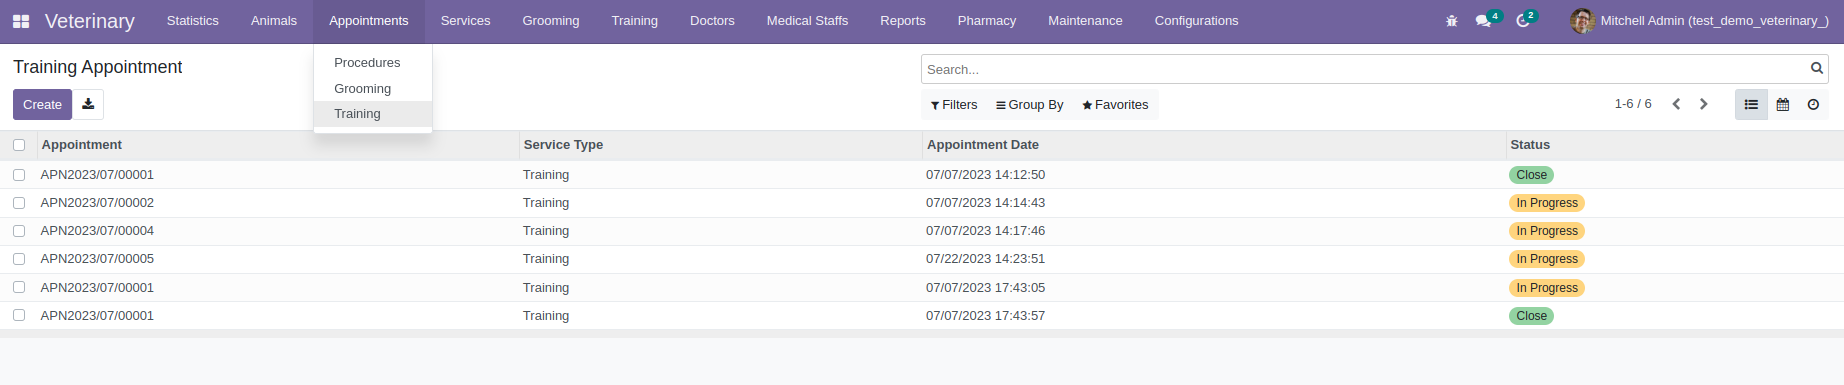 Veterinary Statistics Animals Appointments Services Grooming Training Doctors Medical Staffs Reports Pharmacy Maintenance Configurations 4 2 Mitchell Admin (test_demo_veterinary_)
Procedures
Grooming
Training
Training Appointment
Search...
Create
Filters Group By Favorites 1-6 / 6
Appointment Service Type Appointment Date Status
APN2023/07/00001 Training 07/07/2023 14:12:50 Close
APN2023/07/00002 Training 07/07/2023 14:14:43 In Progress
APN2023/07/00004 Training 07/07/2023 14:17:46 In Progress
APN2023/07/00005 Training 07/22/2023 14:23:51 In Progress
APN2023/07/00001 Training 07/07/2023 17:43:05 In Progress
APN2023/07/00001 Training 07/07/2023 17:43:57 Close